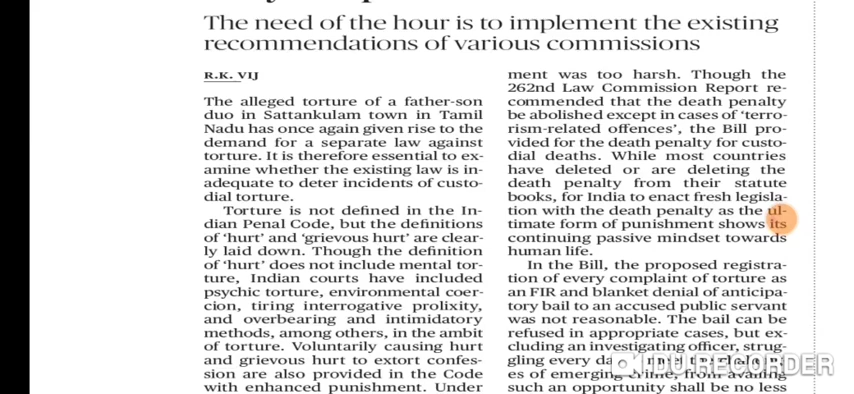 The need of the hour is to implement the existing
recommendations of various commissions
R.K. VIJ
The alleged torture of a father-son
duo in Sattankulam town in Tamil
Nadu has once again given rise to the
demand for a separate law against
torture. It is therefore essential to ex-
amine whether the existing law is in-
adequate to deter incidents of custo-
dial torture.
Torture is not defined in the In-
dian Penal Code, but the definitions
of ‘hurt’ and ‘grievous hurt’ are clear-
ly laid down. Though the definition
of ‘hurt’ does not include mental tor-
ture, Indian courts have included
psychic torture, environmental coer-
cion, tiring interrogative prolixity,
and overbearing and intimidatory
methods, among others, in the ambit
of torture. Voluntarily causing hurt
and grievous hurt to extort confes-
sion are also provided in the Code
with enhanced punishment. Under
ment was too harsh. Though the
262nd Law Commission Report re-
commended that the death penalty
be abolished except in cases of ‘terro-
rism-related offences’, the Bill pro-
vided for the death penalty for custo-
dial deaths. While most countries
have deleted or are deleting the
death penalty from their statute
books, for India to enact fresh legisla-
tion with the death penalty as the ul-
timate form of punishment shows its
continuing passive mindset towards
human life.
In the Bill, the proposed registra-
tion of every complaint of torture as
an FIR and blanket denial of anticipa-
tory bail to an accused public servant
was not reasonable. The bail can be
refused in appropriate cases, but ex-
cluding an investigating officer, strug-
gling every
es of emerging crime, from availing
such an opportunity shall be no less
DU RECORDER